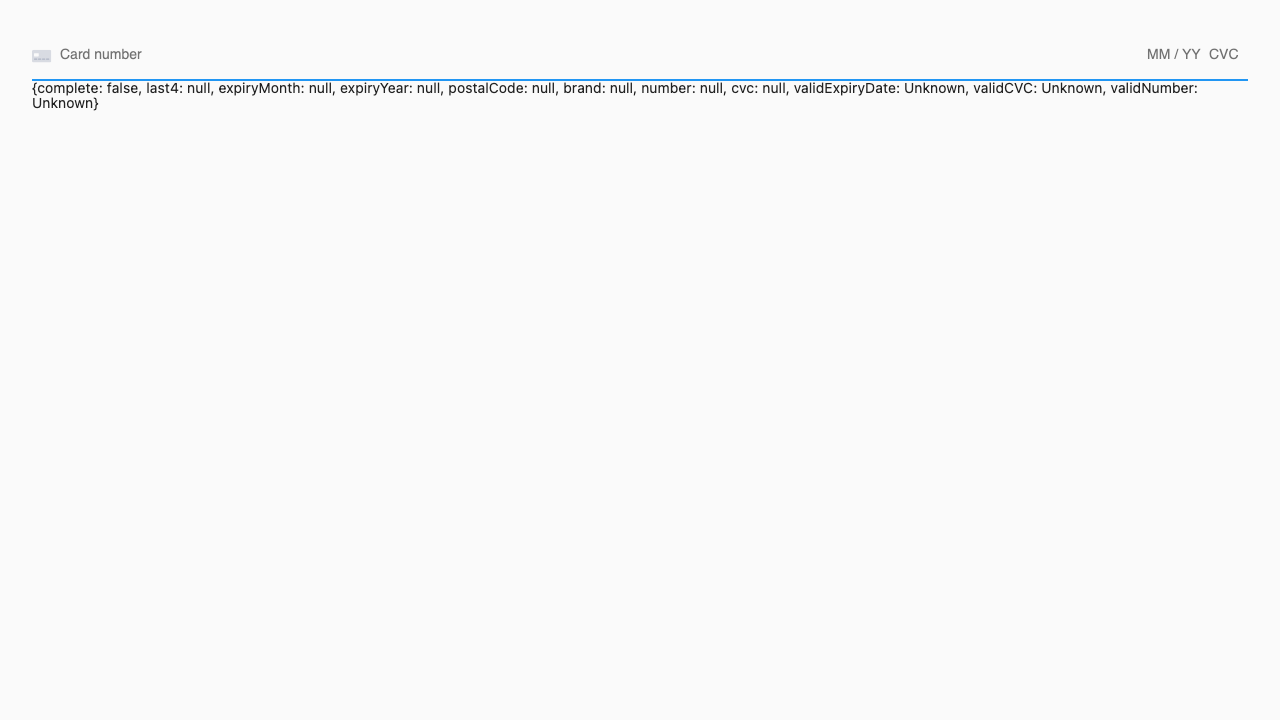 Card number MM / YY CVC
{complete: false, last4: null, expiryMonth: null, expiryYear: null, postalCode: null, brand: null, number: null, cvc: null, validExpiryDate: Unknown, validCVC: Unknown, validNumber:
Unknown}